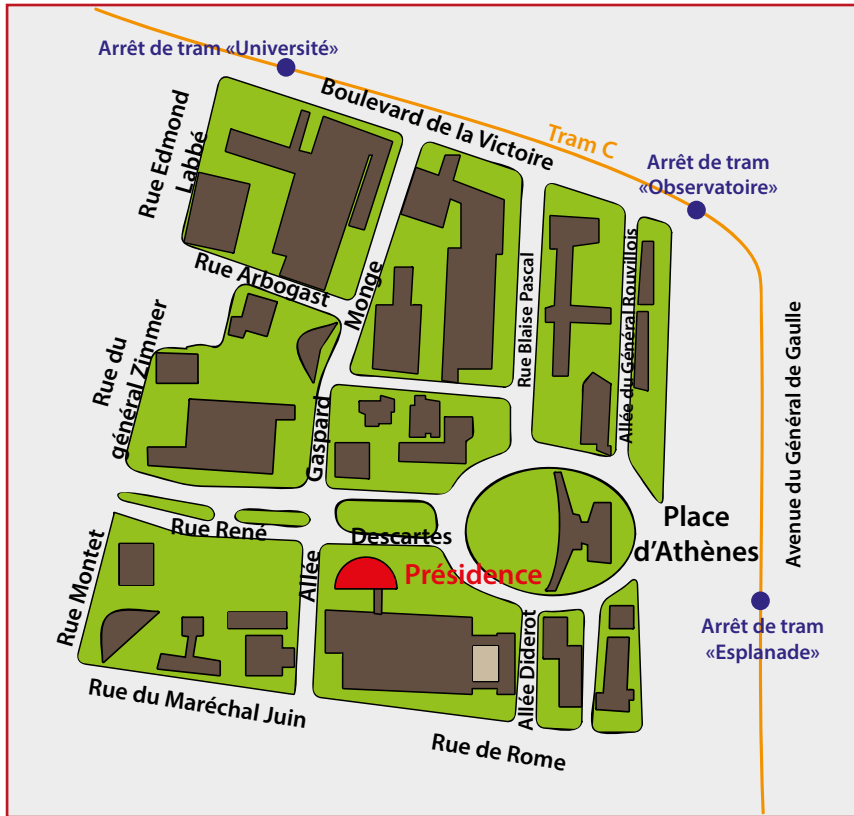 Arrêt de tram «Université»
Boulevard de la Victoire
Tram C
Arrêt de tram
«Observatoire»
Rue Edmond
Labbé
Rue Arbogast
Monge
Rue Blaise Pascal
Allée du Général Rouvillois
Avenue du Général de Gaulle
Rue du
général Zimmer
Gaspard
Rue René
Descartes
Place
d'Athènes
Rue Montet
Allée
Présidence
Allée Diderot
Arrêt de tram
«Esplanade»
Rue du Maréchal Juin
Rue de Rome